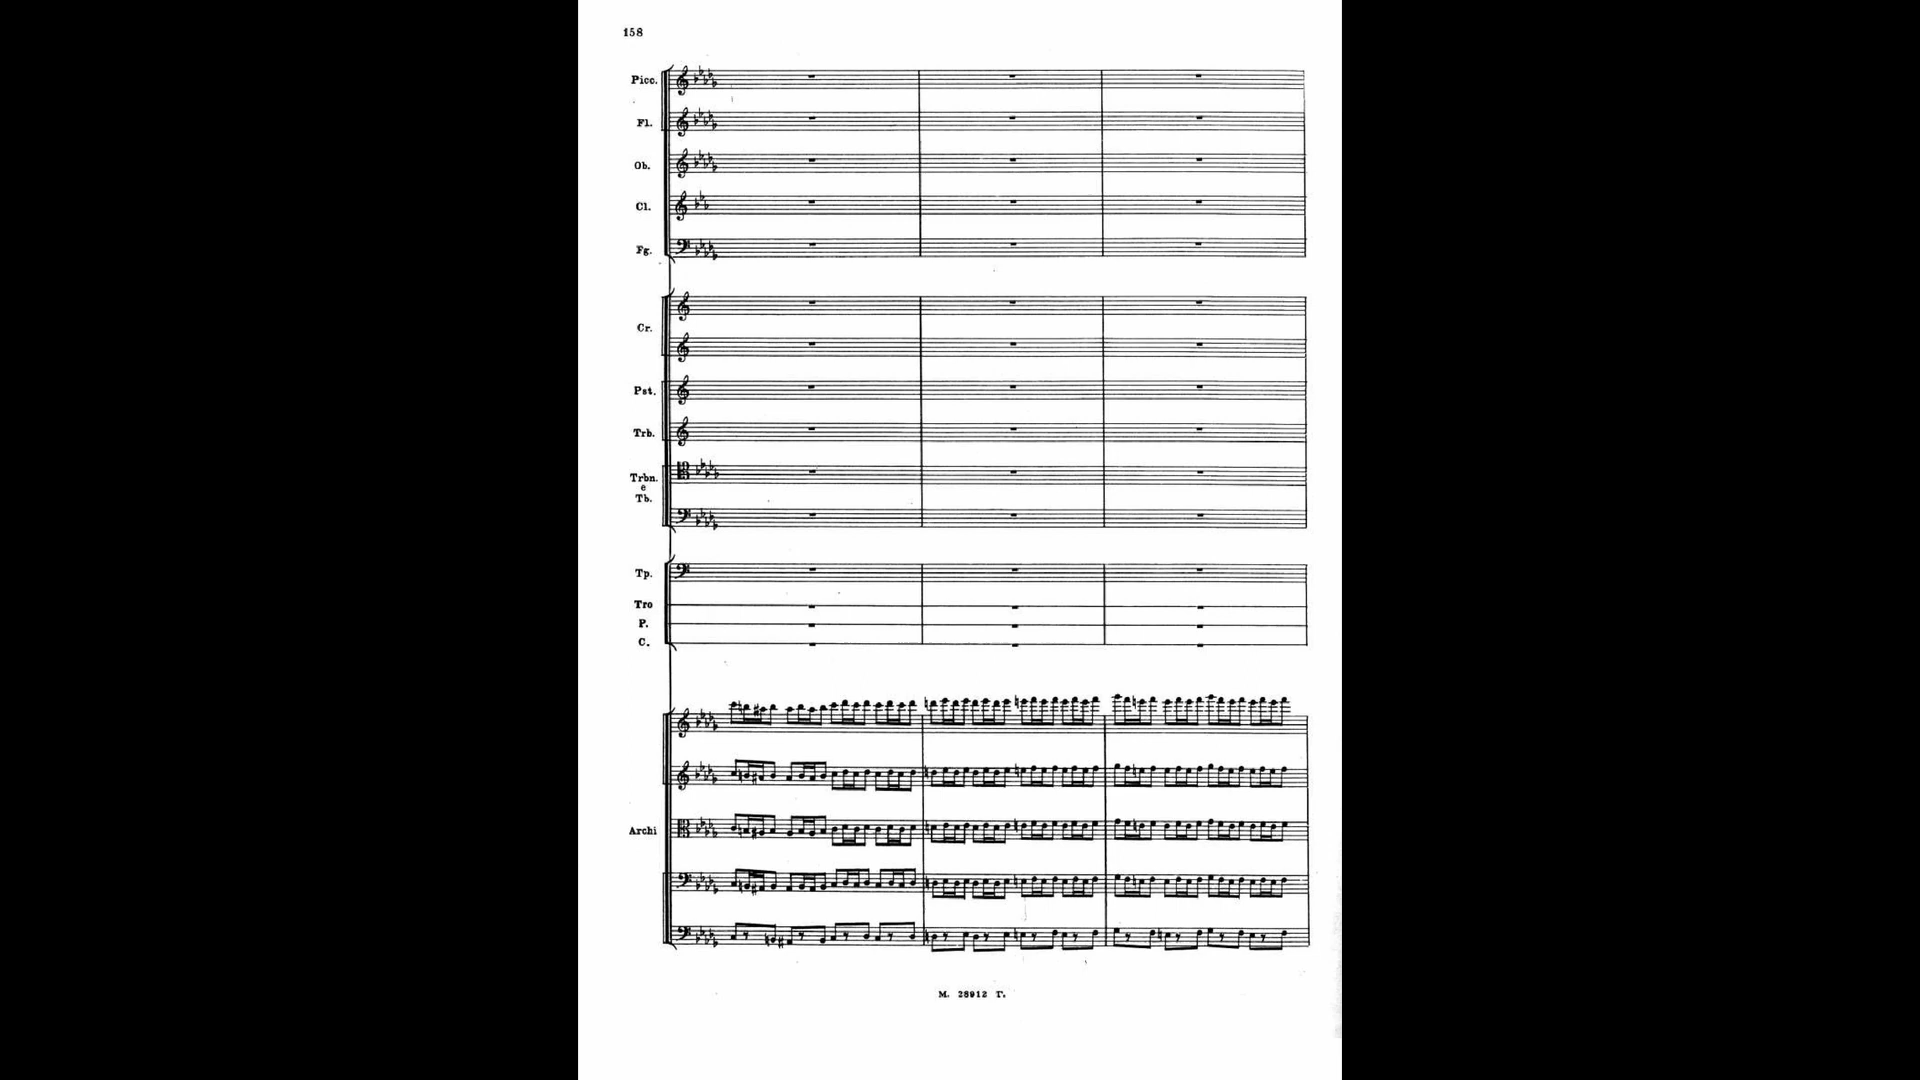 158
Picc.
Fl.
Ob.
Cl.
Fg.
Cr.
Pst.
Trb.
Trbn.
e
Tb.
Tp.
Tro
P.
C.
Archi
M. 28912 T.